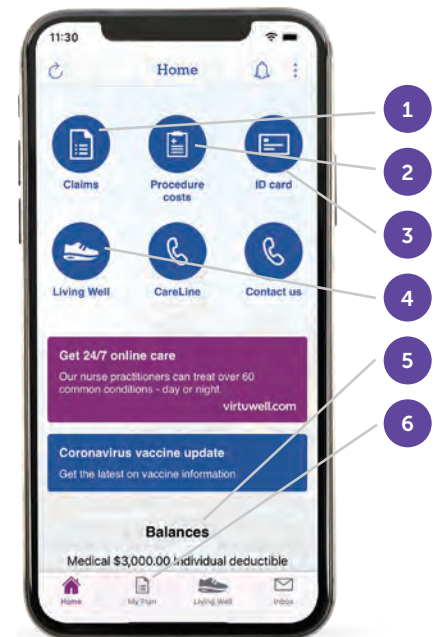 11:30
Home
Claims
Procedure
costs
ID card
Living Well
CareLine
Contact us
Get 24/7 online care
Our nurse practitioners can treat over 60
common conditions - day or night.
virtuwell.com
Coronavirus vaccine update
Get the latest on vaccine information
Balances
Medical $3,000.00 Individual deductible
Home
My Plan
Living Well
Inbox
1
2
3
4
5
6